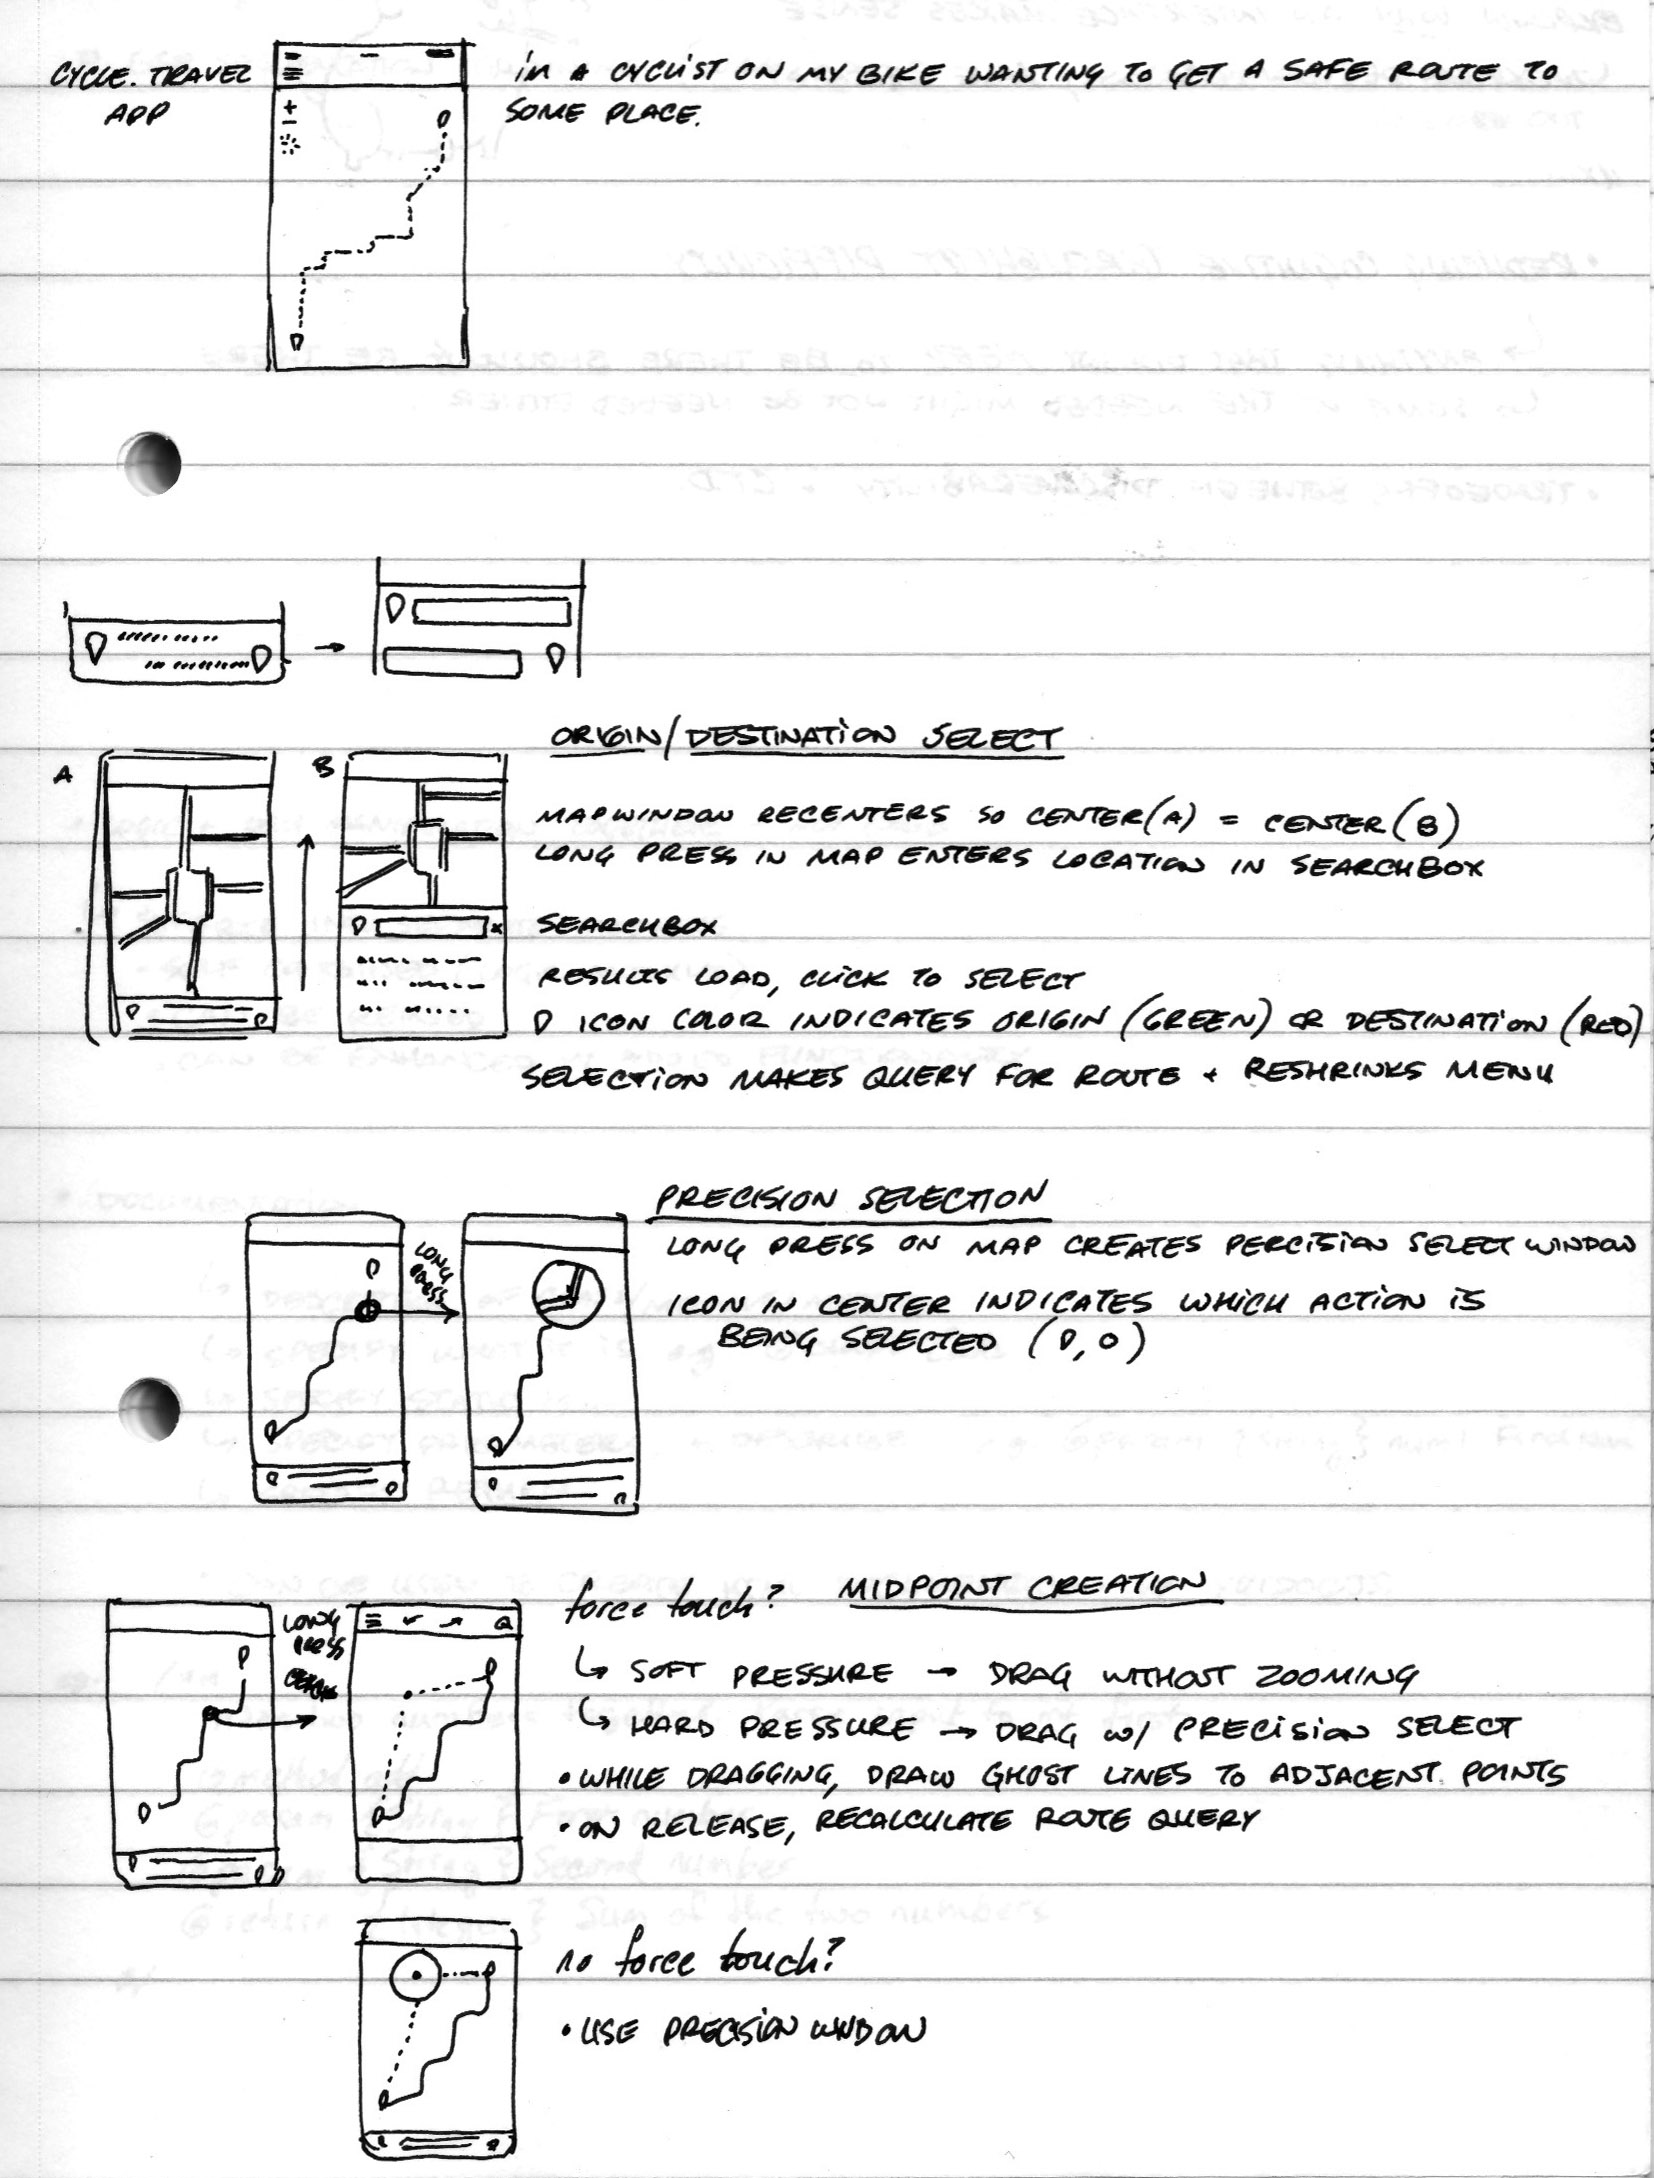 CYCLE.TRAVEL
APP
IM A CYCLIST ON MY BIKE WANTING TO GET A SAFE ROUTE TO
SOME PLACE.
ORIGIN/DESTINATION SELECT
A
B
MAPWINDOW RECENTERS SO CENTER(A) = CENTER(B)
LONG PRESS IN MAP ENTERS LOCATION IN SEARCHBOX
SEARCHBOX
RESULTS LOAD, CLICK TO SELECT
ICON COLOR INDICATES ORIGIN (GREEN) OR DESTINATION (RED)
SELECTION MAKES QUERY FOR ROUTE + RESHRINKS MENU
PRECISION SELECTION
LONG PRESS ON MAP CREATES PERCISION SELECT WINDOW
LONG
PRESS
ICON IN CENTER INDICATES WHICH ACTION IS
BEING SELECTED
force touch? MIDPOINT CREATION
LONG
PRESS
↳ SOFT PRESSURE → DRAG WITHOUT ZOOMING
↳ HARD PRESSURE → DRAG W/ PRECISION SELECT
• WHILE DRAGGING, DRAW GHOST LINES TO ADJACENT POINTS
• ON RELEASE, RECALCULATE ROUTE QUERY
no force touch?
• USE PRECISION WINDOW